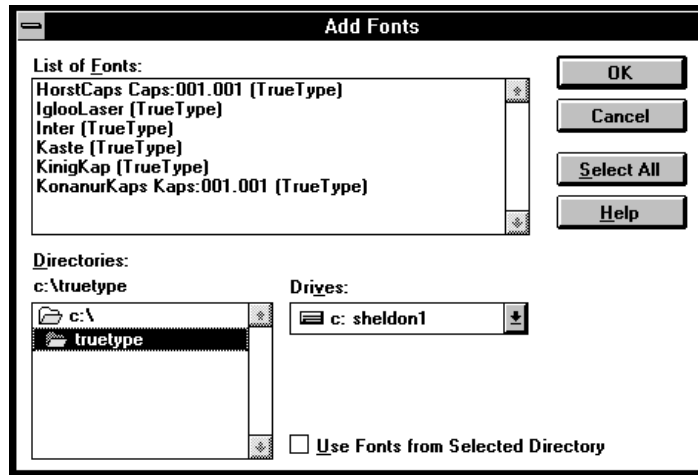 Add Fonts
List of Fonts:
HorstCaps Caps:001.001 (TrueType)
IglooLaser (TrueType)
Inter (TrueType)
Kaste (TrueType)
KinigKap (TrueType)
KonanurKaps Kaps:001.001 (TrueType)
OK
Cancel
Select All
Help
Directories:
c:\truetype
c:\
truetype
Drives:
c: sheldon1
Use Fonts from Selected Directory